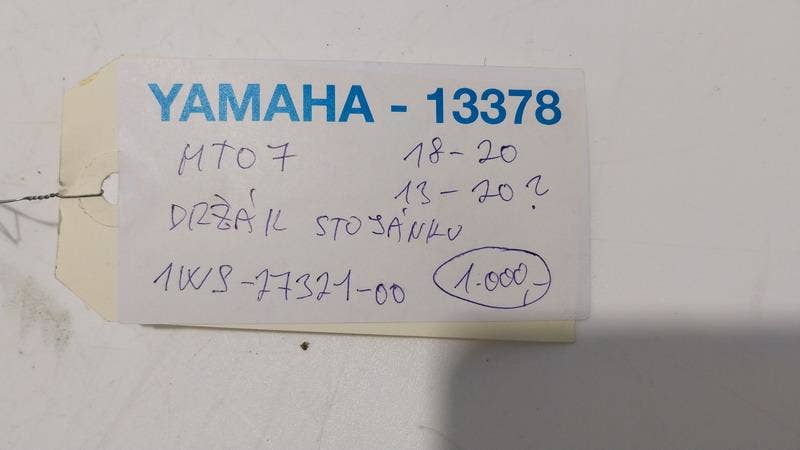 YAMAHA - 13378
MT07 18-20
13-20?
DRŽÁK STOJÁNKU
1WS-27321-00 1.000,-